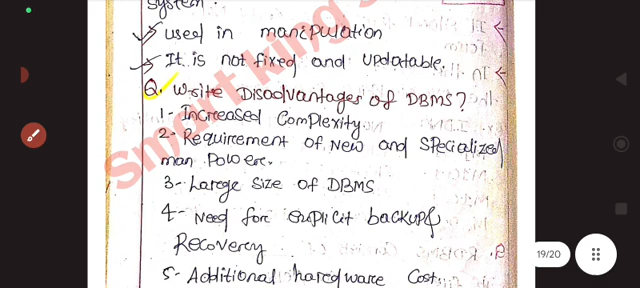 system.
→ used in manipulation
→ It is not fixed and updatable.
Q. Write Disadvantages of DBMS?
1- Increased Complexity
2- Requirement of New and specialized
man Power.
3- Large size of DBMS
4- Need for explicit backup &
Recovery
5- Additional hardware Cost
Smart king s
19/20